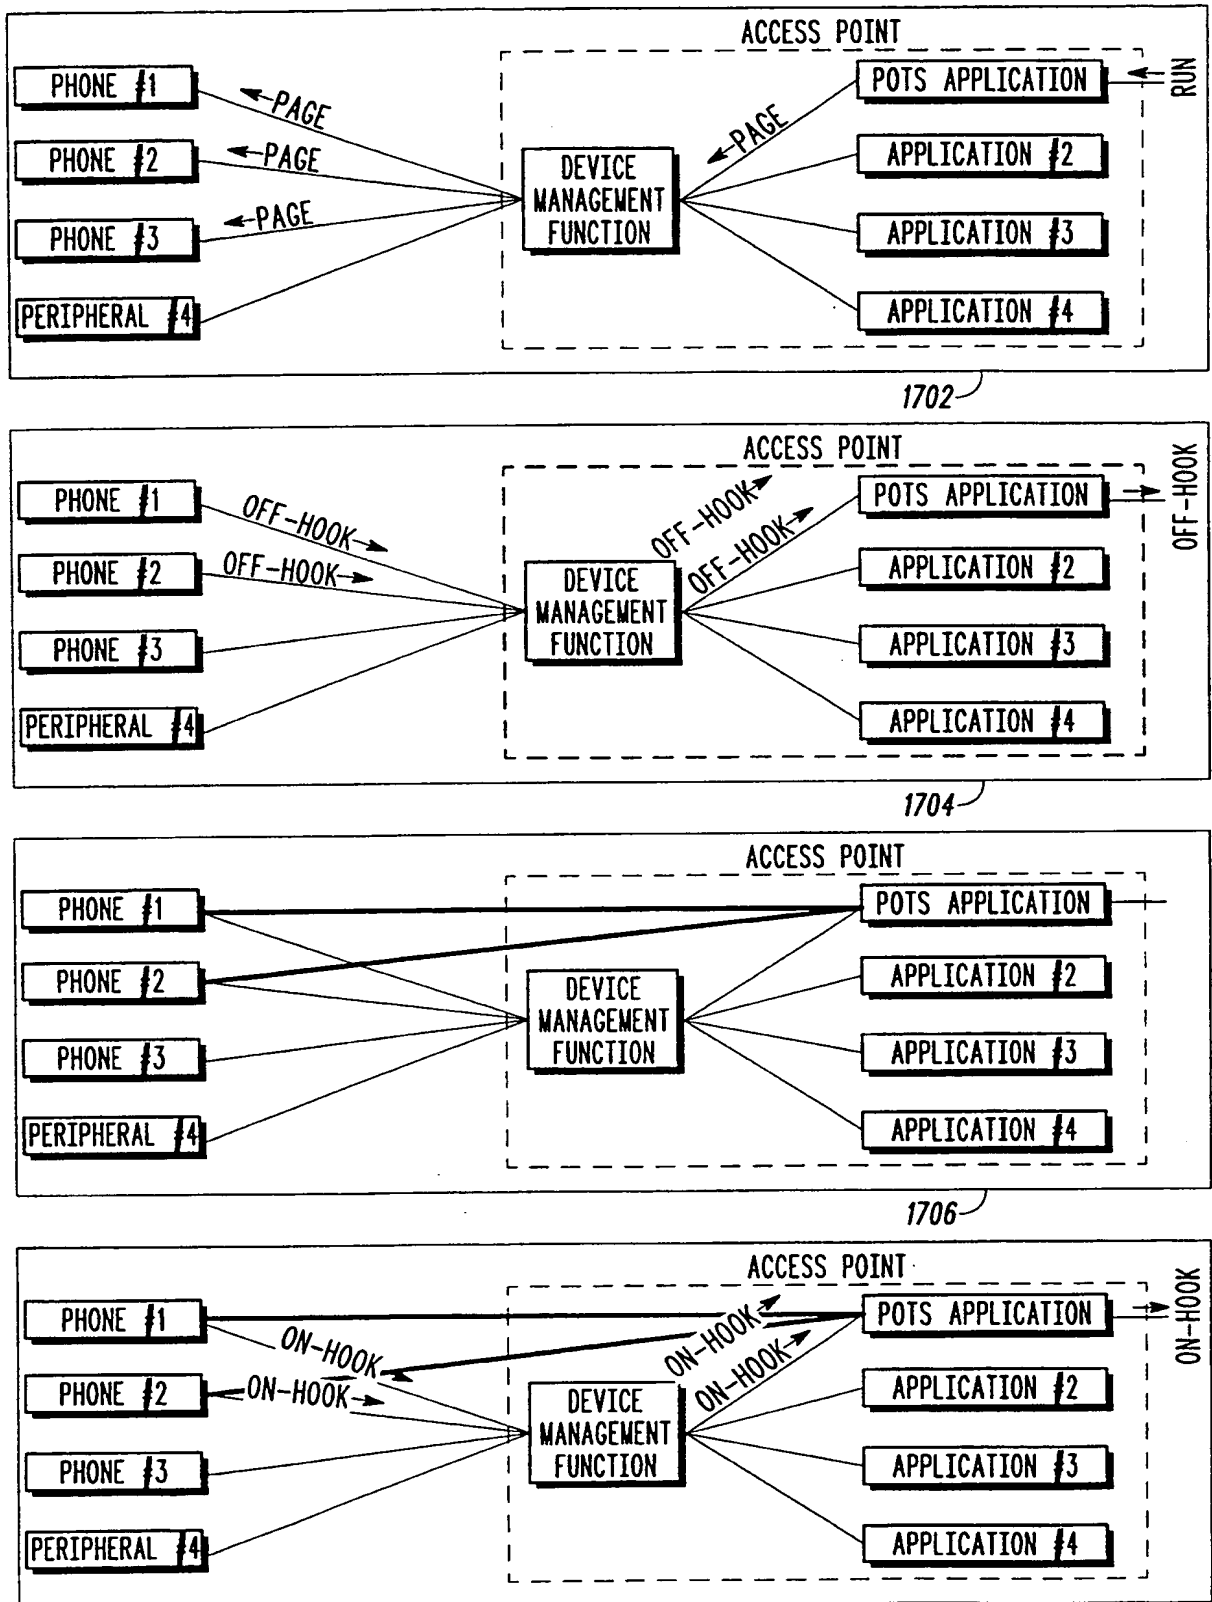 ACCESS POINT
PHONE #1
PAGE
POTS APPLICATION
RUN
PHONE #2
PAGE
PAGE
DEVICE MANAGEMENT FUNCTION
APPLICATION #2
PHONE #3
PAGE
APPLICATION #3
PERIPHERAL #4
APPLICATION #4
1702
ACCESS POINT
PHONE #1
OFF-HOOK
OFF-HOOK
POTS APPLICATION
OFF-HOOK
PHONE #2
OFF-HOOK
OFF-HOOK
DEVICE MANAGEMENT FUNCTION
APPLICATION #2
PHONE #3
APPLICATION #3
PERIPHERAL #4
APPLICATION #4
1704
ACCESS POINT
PHONE #1
POTS APPLICATION
PHONE #2
DEVICE MANAGEMENT FUNCTION
APPLICATION #2
PHONE #3
APPLICATION #3
PERIPHERAL #4
APPLICATION #4
1706
ACCESS POINT
PHONE #1
ON-HOOK
ON-HOOK
POTS APPLICATION
ON-HOOK
PHONE #2
ON-HOOK
ON-HOOK
DEVICE MANAGEMENT FUNCTION
APPLICATION #2
PHONE #3
APPLICATION #3
PERIPHERAL #4
APPLICATION #4